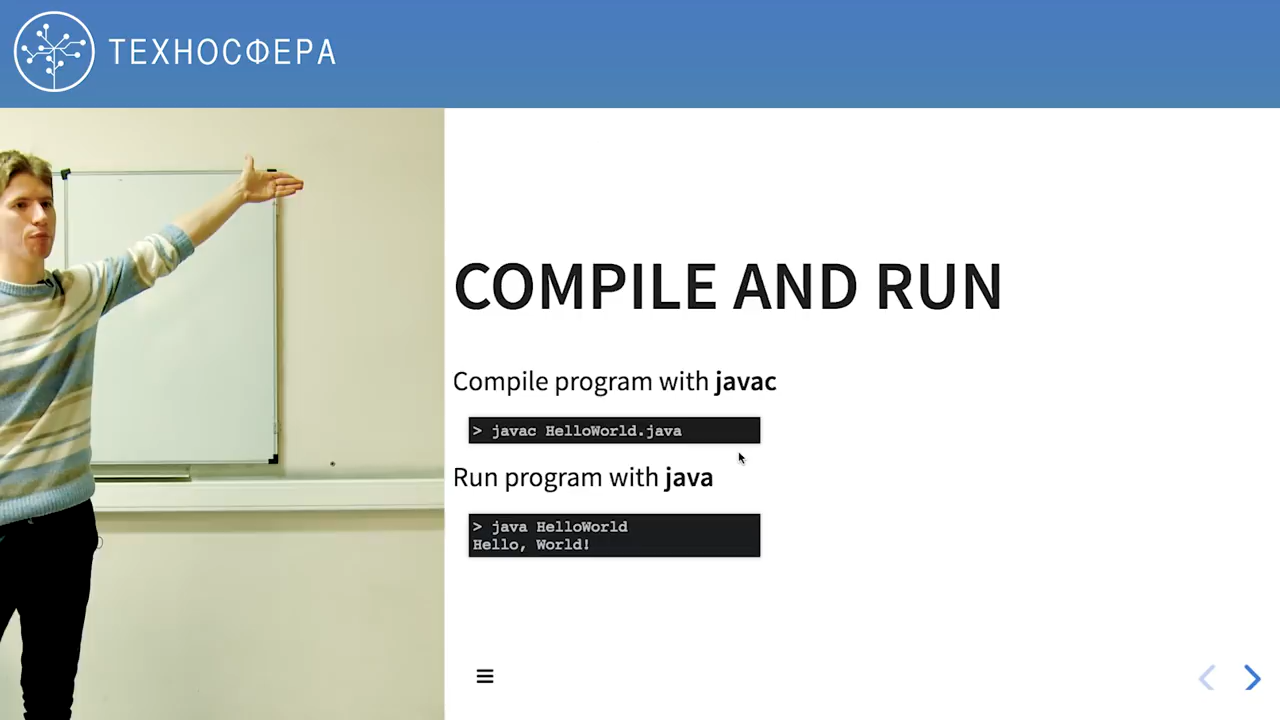 ТЕХНОСФЕРА
COMPILE AND RUN
Compile program with javac
> javac HelloWorld.java
Run program with java
> java HelloWorld
Hello, World!